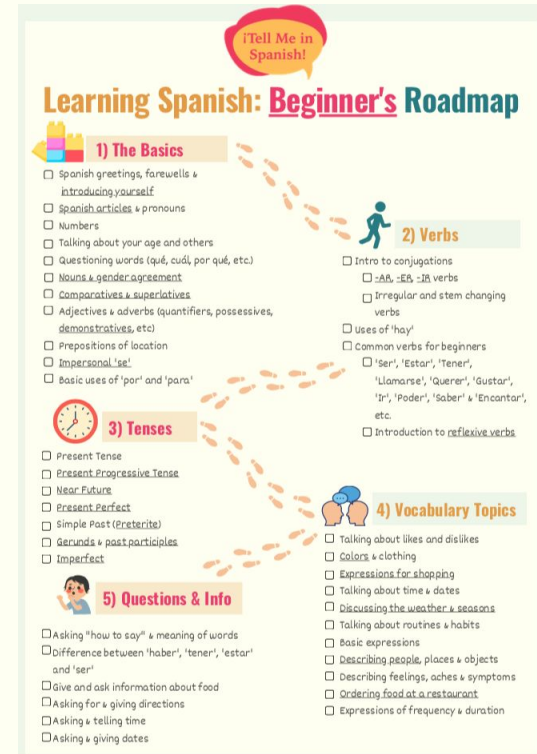 ¡Tell Me in
Spanish!
Learning Spanish: Beginner's Roadmap
1) The Basics
Spanish greetings, farewells &
introducing yourself
Spanish articles & pronouns
Numbers
Talking about your age and others
Questioning words (qué, cuál, por qué, etc.)
Nouns & gender agreement
Comparatives & superlatives
Adjectives & adverbs (quantifiers, possessives,
demonstratives, etc)
Prepositions of location
Impersonal 'se'
Basic uses of 'por' and 'para'
2) Verbs
Intro to conjugations
-AR, -ER, -IR verbs
Irregular and stem changing
verbs
Uses of 'hay'
Common verbs for beginners
'Ser', 'Estar', 'Tener',
'Llamarse', 'Querer', 'Gustar',
'Ir', 'Poder', 'Saber' & 'Encantar',
etc.
Introduction to reflexive verbs
3) Tenses
Present Tense
Present Progressive Tense
Near Future
Present Perfect
Simple Past (Preterite)
Gerunds & past participles
Imperfect
4) Vocabulary Topics
Talking about likes and dislikes
Colors & clothing
Expressions for shopping
Talking about time & dates
Discussing the weather & seasons
Talking about routines & habits
Basic expressions
Describing people, places & objects
Describing feelings, aches & symptoms
Ordering food at a restaurant
Expressions of frequency & duration
5) Questions & Info
Asking "how to say" & meaning of words
Difference between 'haber', 'tener', 'estar'
and 'ser'
Give and ask information about food
Asking for & giving directions
Asking & telling time
Asking & giving dates